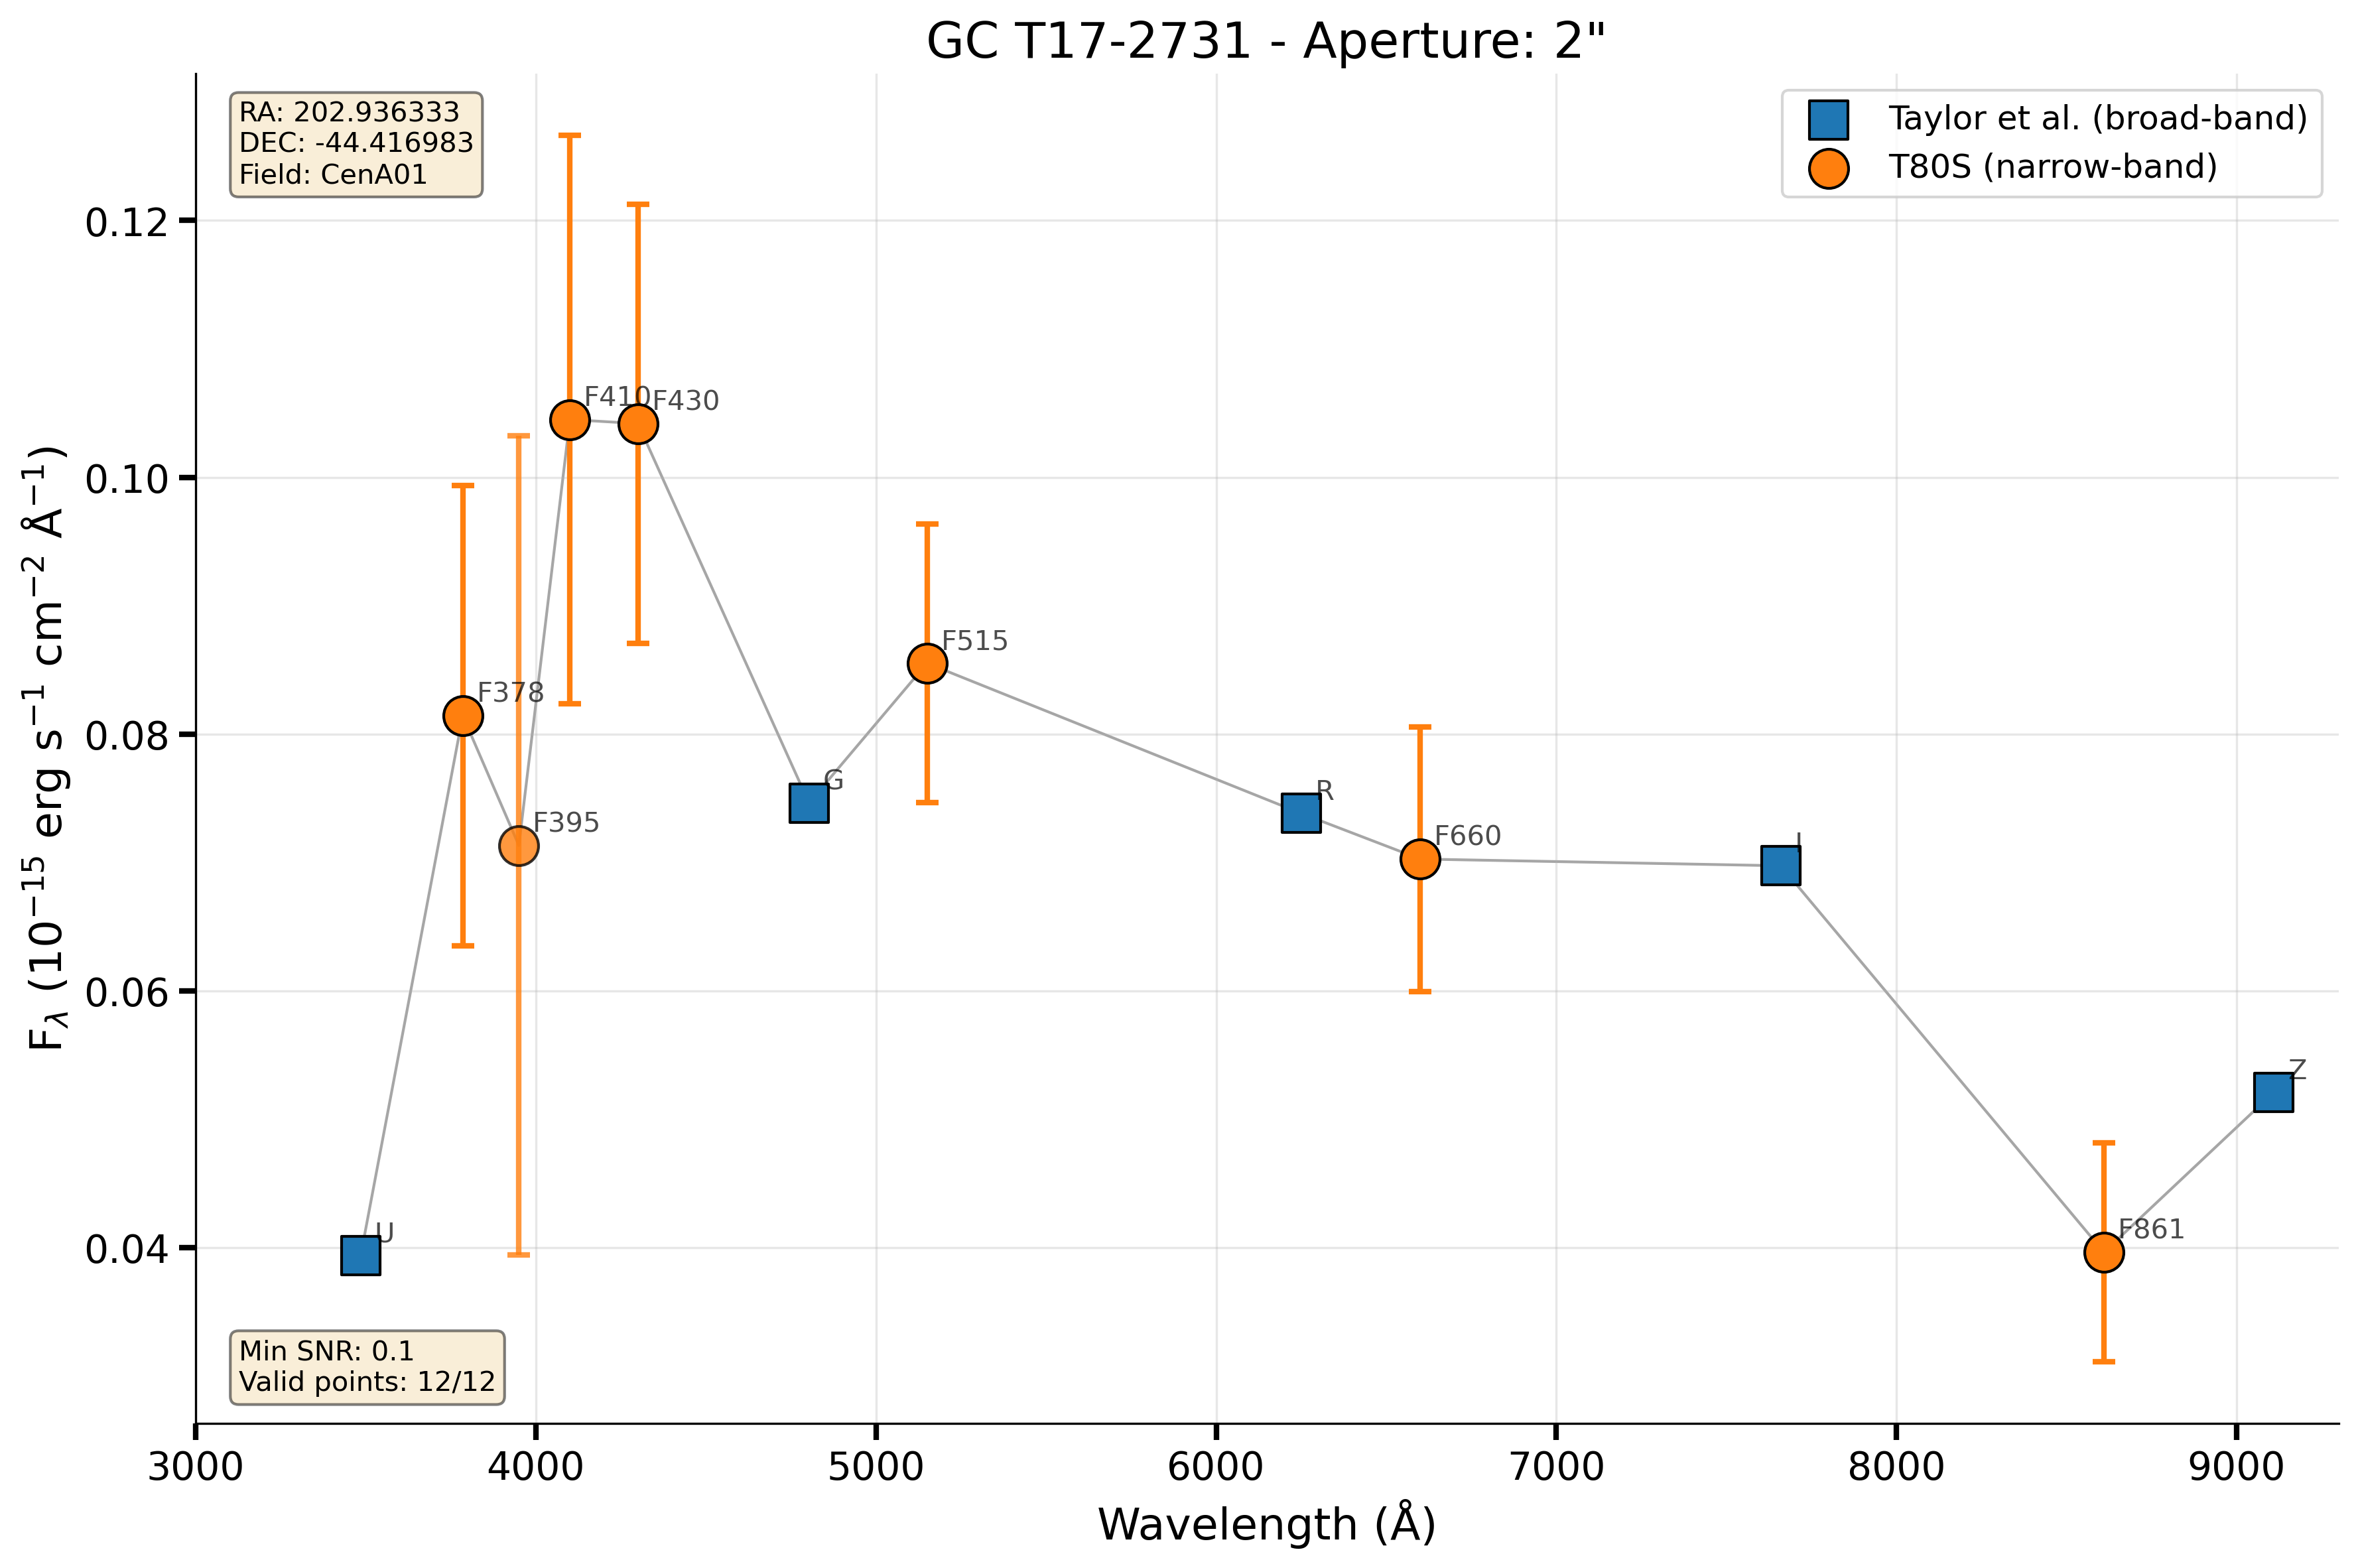 GC T17-2731 - Aperture: 2"
RA: 202.936333
DEC: -44.416983
Field: CenA01
Taylor et al. (broad-band)
T80S (narrow-band)
0.12
0.10
0.08
0.06
0.04
F410
F430
F378
F395
F515
G
R
F660
I
U
Z
F861
Min SNR: 0.1
Valid points: 12/12
3000
4000
5000
6000
7000
8000
9000
Wavelength (Å)
Fλ (10⁻¹⁵ erg s⁻¹ cm⁻² Å⁻¹)